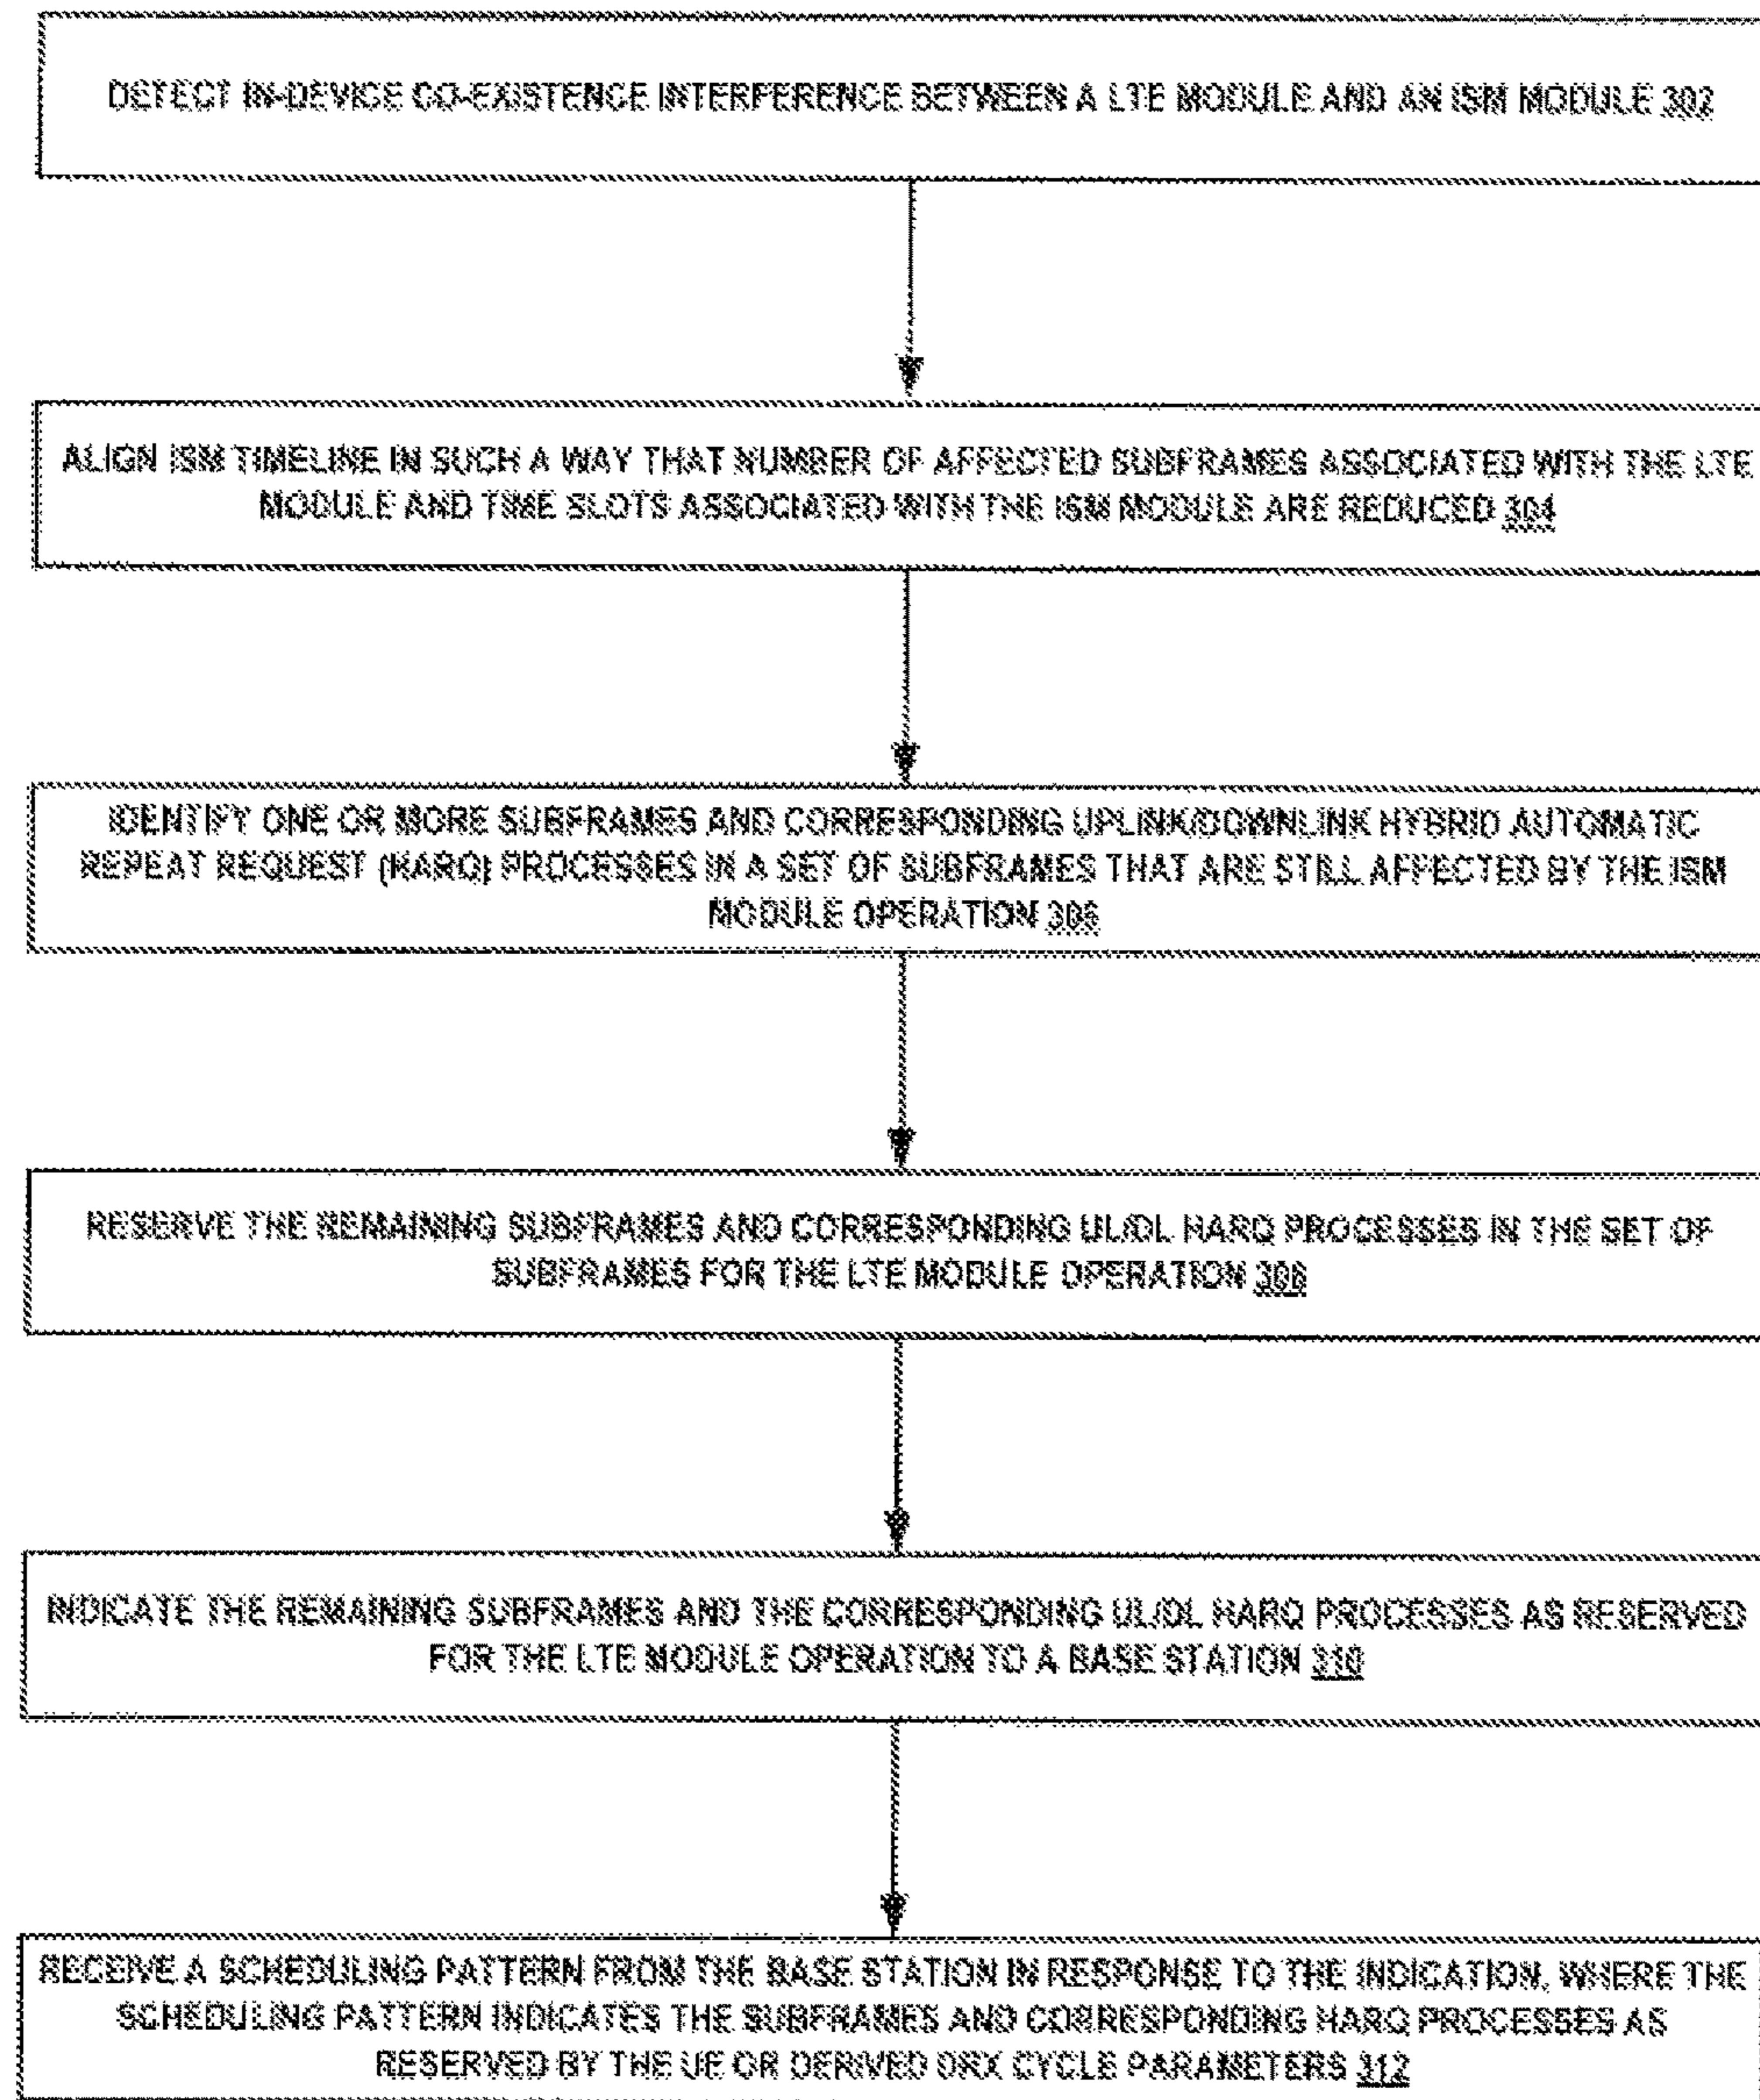 DETECT IN-DEVICE CO-EXISTENCE INTERFERENCE BETWEEN A LTE MODULE AND AN ISM MODULE 302
ALIGN ISM TIMELINE IN SUCH A WAY THAT NUMBER OF AFFECTED SUBFRAMES ASSOCIATED WITH THE LTE
MODULE AND TIME SLOTS ASSOCIATED WITH THE ISM MODULE ARE REDUCED 304
IDENTIFY ONE OR MORE SUBFRAMES AND CORRESPONDING UPLINK/DOWNLINK HYBRID AUTOMATIC
REPEAT REQUEST (HARQ) PROCESSES IN A SET OF SUBFRAMES THAT ARE STILL AFFECTED BY THE ISM
MODULE OPERATION 306
RESERVE THE REMAINING SUBFRAMES AND CORRESPONDING UL/DL HARQ PROCESSES IN THE SET OF
SUBFRAMES FOR THE LTE MODULE OPERATION 308
INDICATE THE REMAINING SUBFRAMES AND THE CORRESPONDING UL/DL HARQ PROCESSES AS RESERVED
FOR THE LTE MODULE OPERATION TO A BASE STATION 310
RECEIVE A SCHEDULING PATTERN FROM THE BASE STATION IN RESPONSE TO THE INDICATION, WHERE THE
SCHEDULING PATTERN INDICATES THE SUBFRAMES AND CORRESPONDING HARQ PROCESSES AS
RESERVED BY THE UE OR DERIVED DRX CYCLE PARAMETERS 312